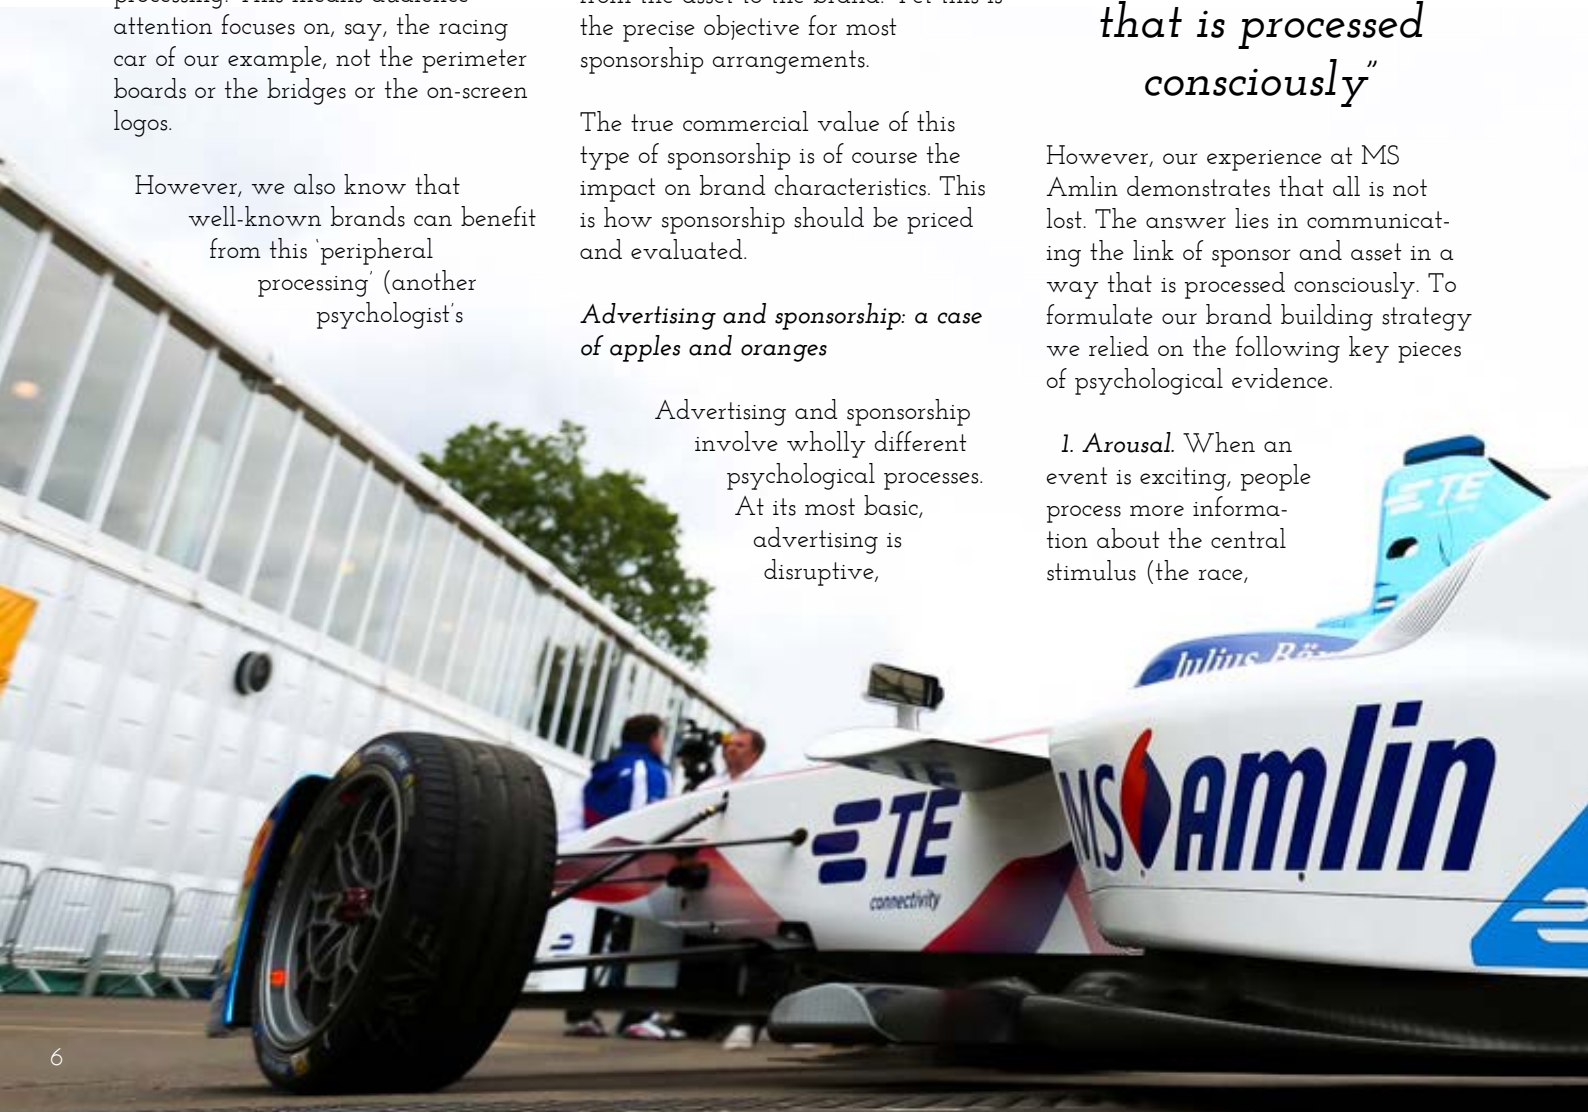 attention focuses on, say, the racing
car of our example, not the perimeter
boards or the bridges or the on-screen
logos.
However, we also know that
well-known brands can benefit
from this 'peripheral
processing' (another
psychologist's
the precise objective for most
sponsorship arrangements.
The true commercial value of this
type of sponsorship is of course the
impact on brand characteristics. This
is how sponsorship should be priced
and evaluated.
Advertising and sponsorship: a case
of apples and oranges
Advertising and sponsorship
involve wholly different
psychological processes.
At its most basic,
advertising is
disruptive,
that is processed
consciously”
However, our experience at MS
Amlin demonstrates that all is not
lost. The answer lies in communicat-
ing the link of sponsor and asset in a
way that is processed consciously. To
formulate our brand building strategy
we relied on the following key pieces
of psychological evidence.
1. Arousal. When an
event is exciting, people
process more informa-
tion about the central
stimulus (the race,
TE
Julius
MS Amlin
TE
connectivity
6